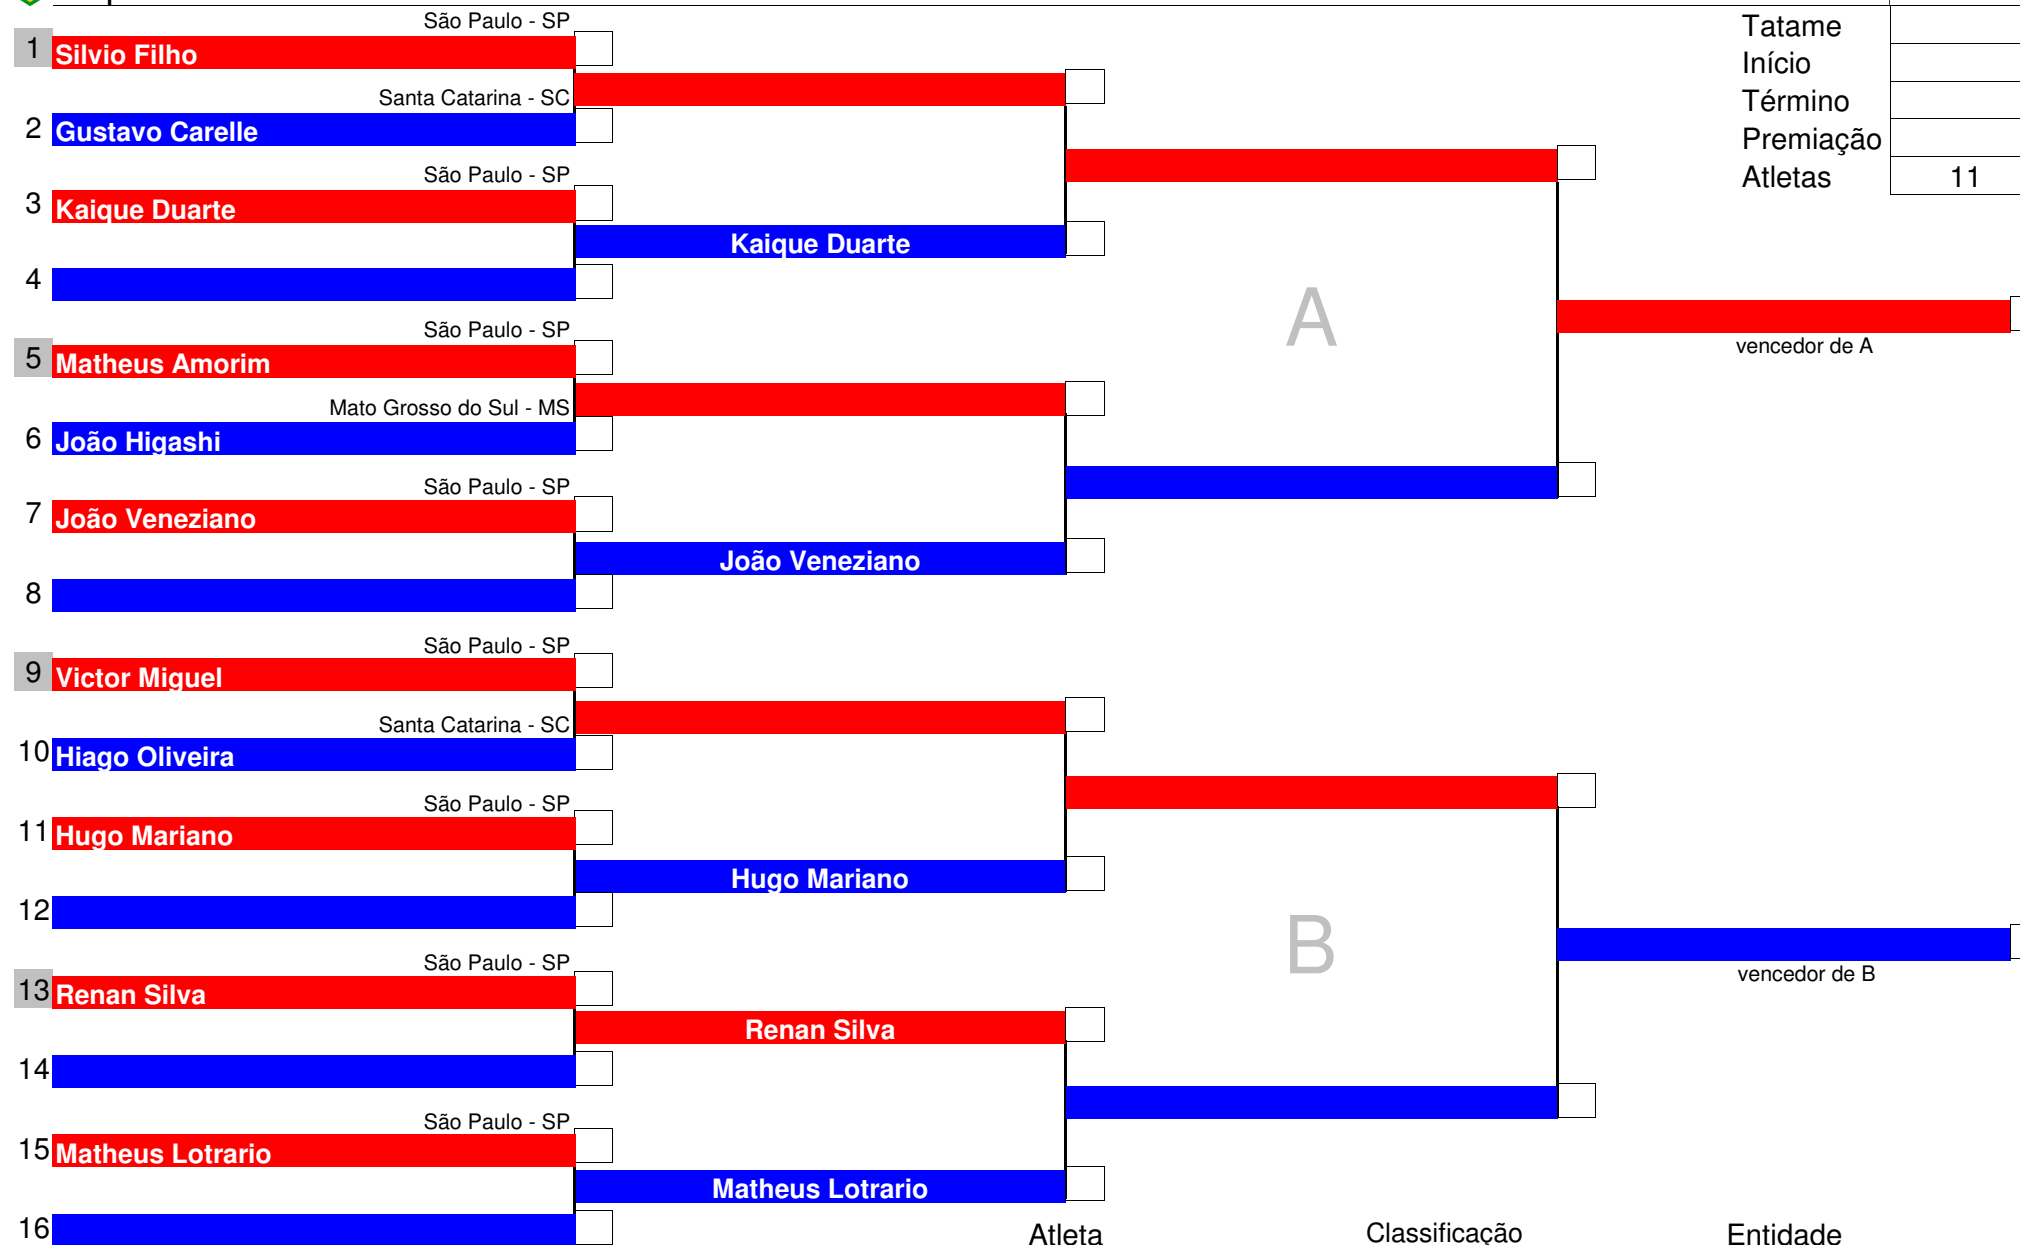 São Paulo - SP
1 Silvio Filho
Santa Catarina - SC
2 Gustavo Carelle
São Paulo - SP
3 Kaique Duarte
Kaique Duarte
4
São Paulo - SP
5 Matheus Amorim
Mato Grosso do Sul - MS
6 João Higashi
São Paulo - SP
7 João Veneziano
João Veneziano
8
São Paulo - SP
9 Victor Miguel
Santa Catarina - SC
10 Hiago Oliveira
São Paulo - SP
11 Hugo Mariano
Hugo Mariano
12
São Paulo - SP
13 Renan Silva
Renan Silva
14
São Paulo - SP
15 Matheus Lotrario
Matheus Lotrario
16
A
B
vencedor de A
vencedor de B
Tatame
Início
Término
Premiação
Atletas 11
Atleta Classificação Entidade